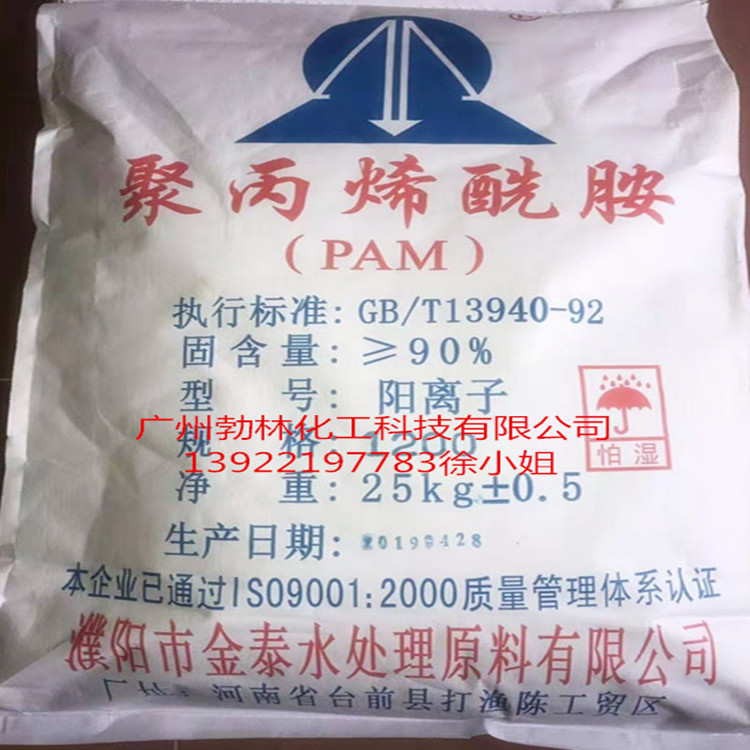 聚丙烯酰胺
(PAM)
执行标准: GB/T13940-92
固含量: ≥90%
型 号: 阳离子
广州勃林化工科技有限公司
规 格: 1200
13922197783徐小姐
净 重: 25kg±0.5
怕湿
生产日期: 20190428
本企业已通过ISO9001:2000质量管理体系认证
濮阳市金泰水处理原料有限公司
厂址: 河南省台前县打渔陈工贸区